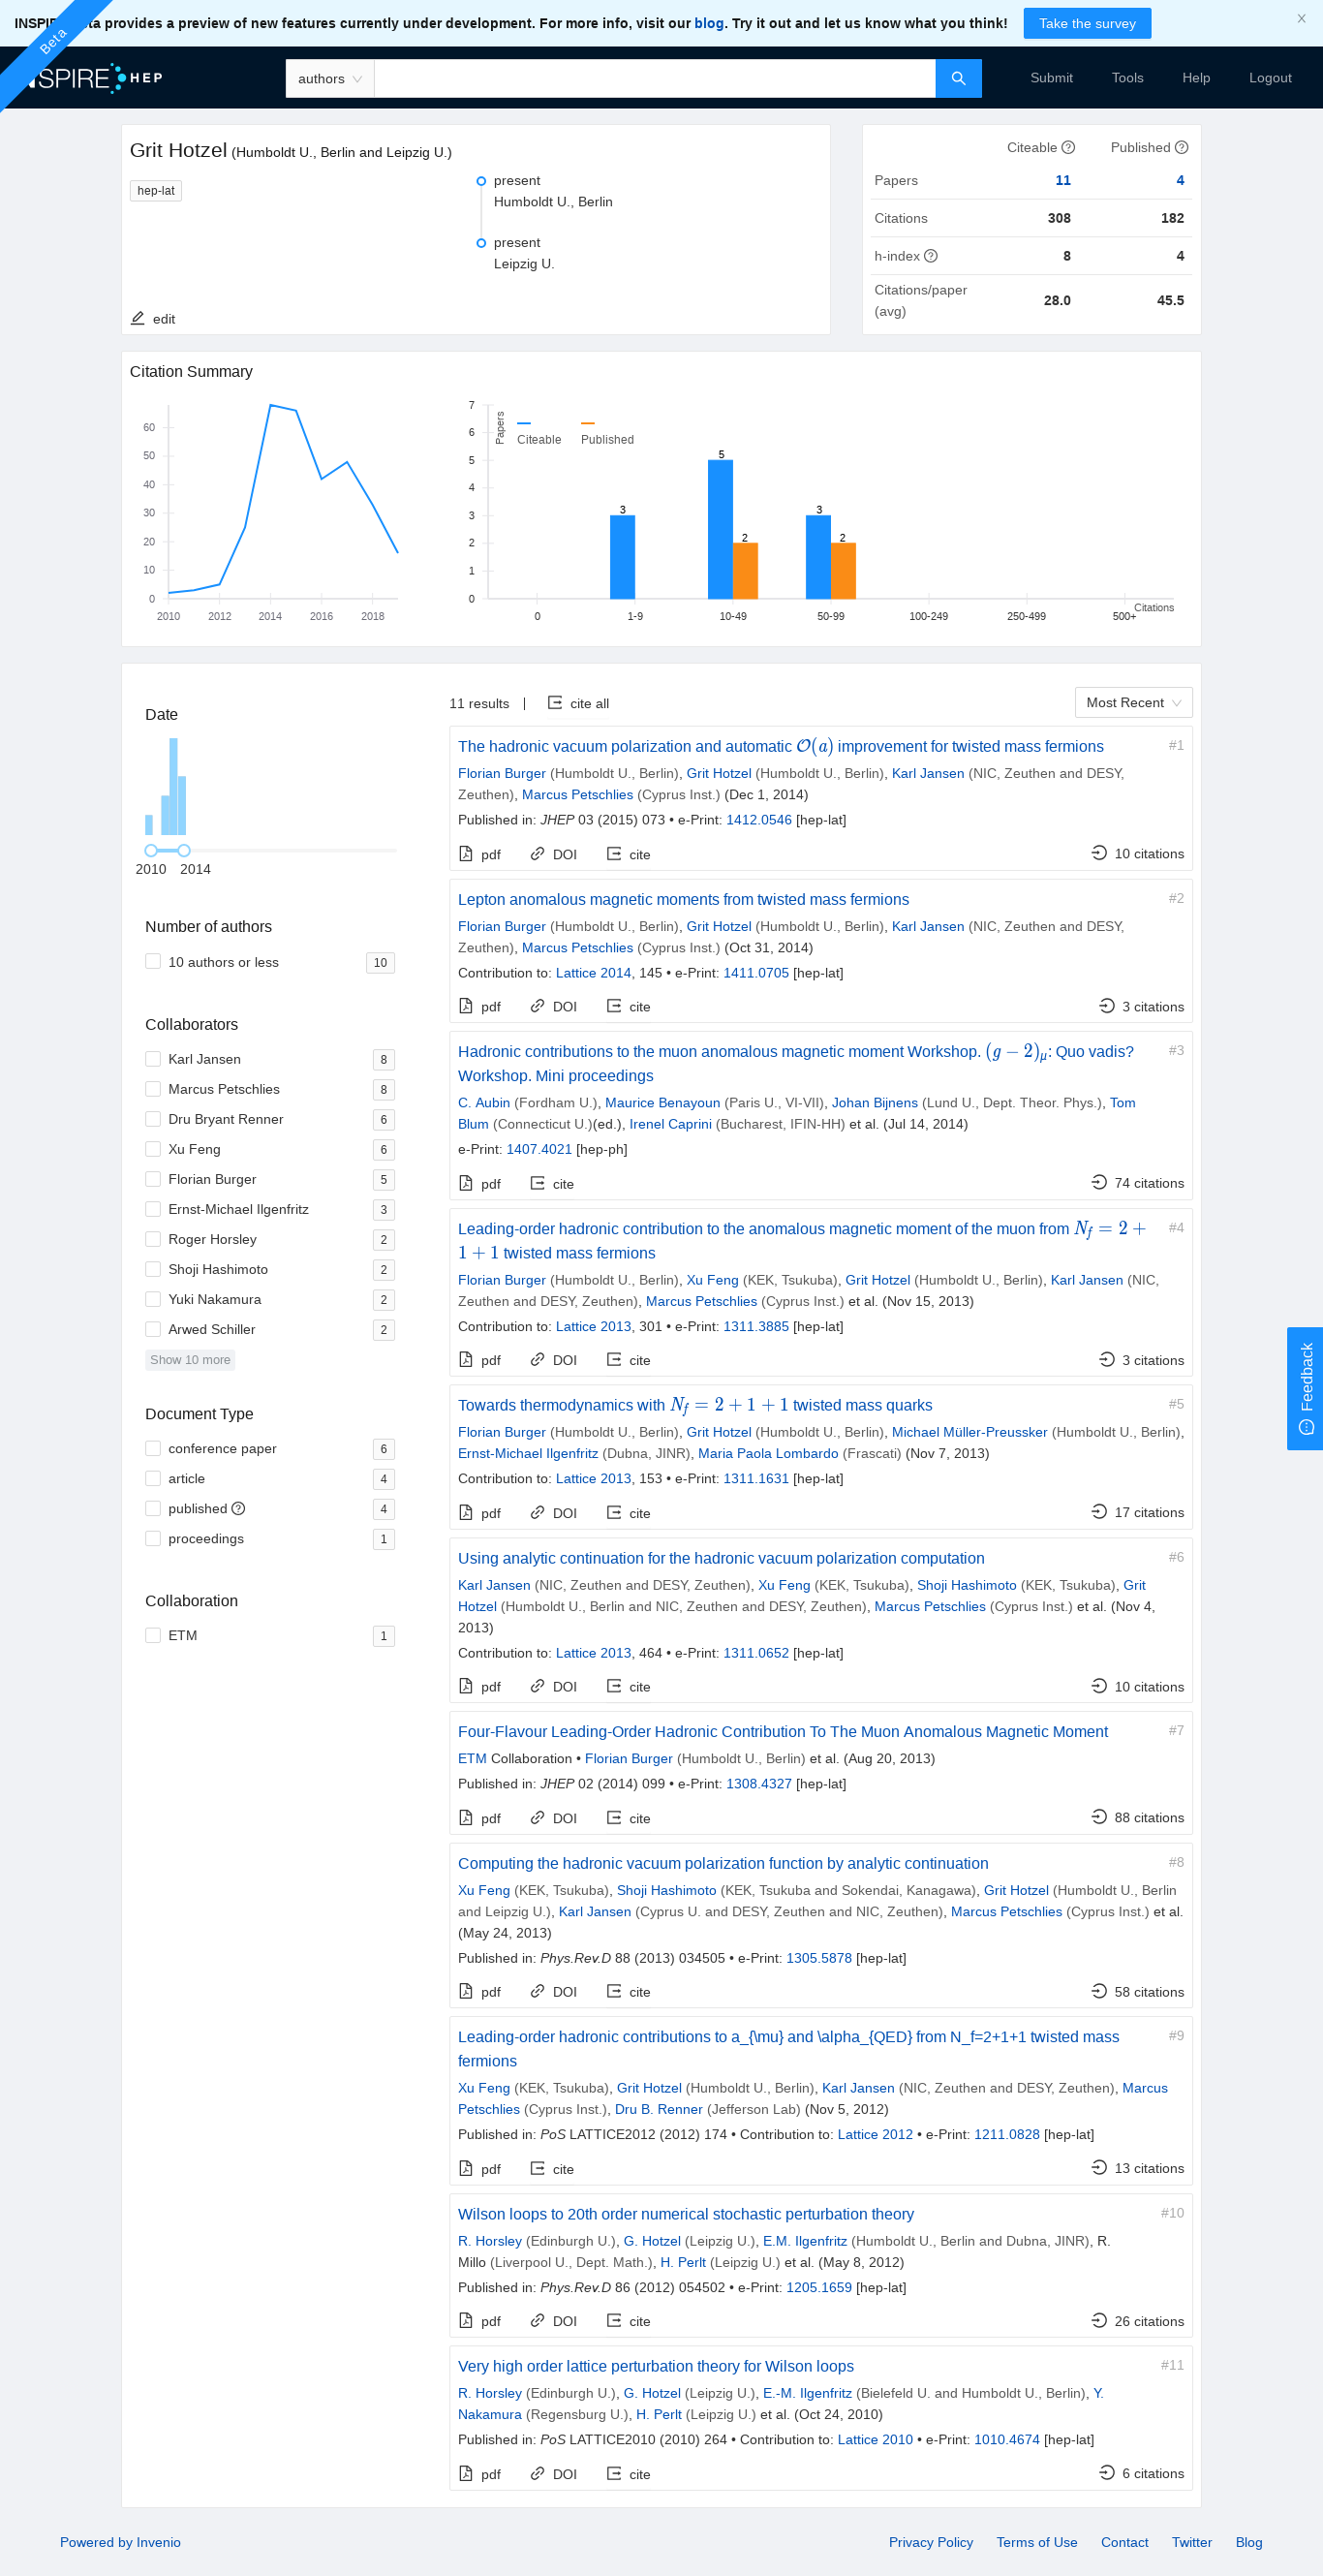 INSPIRE beta provides a preview of new features currently under development. For more info, visit our blog. Try it out and let us know what you think!
Take the survey
Beta
INSPIRE HEP
authors
Submit
Tools
Help
Logout
Grit Hotzel (Humboldt U., Berlin and Leipzig U.)
hep-lat
present
Humboldt U., Berlin
present
Leipzig U.
edit
Citeable Published
Papers 11 4
Citations 308 182
h-index 8 4
Citations/paper (avg) 28.0 45.5
Citation Summary
60
50
40
30
20
10
0
2010 2012 2014 2016 2018
7
6
5
4
3
2
1
0
Papers
Citeable Published
3
5
2
3
2
0 1-9 10-49 50-99 100-249 250-499 500+
Citations
Date
2010 2014
Number of authors
10 authors or less 10
Collaborators
Karl Jansen 8
Marcus Petschlies 8
Dru Bryant Renner 6
Xu Feng 6
Florian Burger 5
Ernst-Michael Ilgenfritz 3
Roger Horsley 2
Shoji Hashimoto 2
Yuki Nakamura 2
Arwed Schiller 2
Show 10 more
Document Type
conference paper 6
article 4
published 4
proceedings 1
Collaboration
ETM 1
11 results | cite all
Most Recent
The hadronic vacuum polarization and automatic 𝒪(a) improvement for twisted mass fermions #1
Florian Burger (Humboldt U., Berlin), Grit Hotzel (Humboldt U., Berlin), Karl Jansen (NIC, Zeuthen and DESY,
Zeuthen), Marcus Petschlies (Cyprus Inst.) (Dec 1, 2014)
Published in: JHEP 03 (2015) 073 • e-Print: 1412.0546 [hep-lat]
pdf DOI cite 10 citations
Lepton anomalous magnetic moments from twisted mass fermions #2
Florian Burger (Humboldt U., Berlin), Grit Hotzel (Humboldt U., Berlin), Karl Jansen (NIC, Zeuthen and DESY,
Zeuthen), Marcus Petschlies (Cyprus Inst.) (Oct 31, 2014)
Contribution to: Lattice 2014, 145 • e-Print: 1411.0705 [hep-lat]
pdf DOI cite 3 citations
Hadronic contributions to the muon anomalous magnetic moment Workshop. (g − 2)μ: Quo vadis? #3
Workshop. Mini proceedings
C. Aubin (Fordham U.), Maurice Benayoun (Paris U., VI-VII), Johan Bijnens (Lund U., Dept. Theor. Phys.), Tom
Blum (Connecticut U.)(ed.), Irenel Caprini (Bucharest, IFIN-HH) et al. (Jul 14, 2014)
e-Print: 1407.4021 [hep-ph]
pdf cite 74 citations
Leading-order hadronic contribution to the anomalous magnetic moment of the muon from Nf = 2 + #4
1 + 1 twisted mass fermions
Florian Burger (Humboldt U., Berlin), Xu Feng (KEK, Tsukuba), Grit Hotzel (Humboldt U., Berlin), Karl Jansen (NIC,
Zeuthen and DESY, Zeuthen), Marcus Petschlies (Cyprus Inst.) et al. (Nov 15, 2013)
Contribution to: Lattice 2013, 301 • e-Print: 1311.3885 [hep-lat]
pdf DOI cite 3 citations
Towards thermodynamics with Nf = 2 + 1 + 1 twisted mass quarks #5
Florian Burger (Humboldt U., Berlin), Grit Hotzel (Humboldt U., Berlin), Michael Müller-Preussker (Humboldt U., Berlin),
Ernst-Michael Ilgenfritz (Dubna, JINR), Maria Paola Lombardo (Frascati) (Nov 7, 2013)
Contribution to: Lattice 2013, 153 • e-Print: 1311.1631 [hep-lat]
pdf DOI cite 17 citations
Using analytic continuation for the hadronic vacuum polarization computation #6
Karl Jansen (NIC, Zeuthen and DESY, Zeuthen), Xu Feng (KEK, Tsukuba), Shoji Hashimoto (KEK, Tsukuba), Grit
Hotzel (Humboldt U., Berlin and NIC, Zeuthen and DESY, Zeuthen), Marcus Petschlies (Cyprus Inst.) et al. (Nov 4,
2013)
Contribution to: Lattice 2013, 464 • e-Print: 1311.0652 [hep-lat]
pdf DOI cite 10 citations
Four-Flavour Leading-Order Hadronic Contribution To The Muon Anomalous Magnetic Moment #7
ETM Collaboration • Florian Burger (Humboldt U., Berlin) et al. (Aug 20, 2013)
Published in: JHEP 02 (2014) 099 • e-Print: 1308.4327 [hep-lat]
pdf DOI cite 88 citations
Computing the hadronic vacuum polarization function by analytic continuation #8
Xu Feng (KEK, Tsukuba), Shoji Hashimoto (KEK, Tsukuba and Sokendai, Kanagawa), Grit Hotzel (Humboldt U., Berlin
and Leipzig U.), Karl Jansen (Cyprus U. and DESY, Zeuthen and NIC, Zeuthen), Marcus Petschlies (Cyprus Inst.) et al.
(May 24, 2013)
Published in: Phys.Rev.D 88 (2013) 034505 • e-Print: 1305.5878 [hep-lat]
pdf DOI cite 58 citations
Leading-order hadronic contributions to a_{\mu} and \alpha_{QED} from N_f=2+1+1 twisted mass #9
fermions
Xu Feng (KEK, Tsukuba), Grit Hotzel (Humboldt U., Berlin), Karl Jansen (NIC, Zeuthen and DESY, Zeuthen), Marcus
Petschlies (Cyprus Inst.), Dru B. Renner (Jefferson Lab) (Nov 5, 2012)
Published in: PoS LATTICE2012 (2012) 174 • Contribution to: Lattice 2012 • e-Print: 1211.0828 [hep-lat]
pdf cite 13 citations
Wilson loops to 20th order numerical stochastic perturbation theory #10
R. Horsley (Edinburgh U.), G. Hotzel (Leipzig U.), E.M. Ilgenfritz (Humboldt U., Berlin and Dubna, JINR), R.
Millo (Liverpool U., Dept. Math.), H. Perlt (Leipzig U.) et al. (May 8, 2012)
Published in: Phys.Rev.D 86 (2012) 054502 • e-Print: 1205.1659 [hep-lat]
pdf DOI cite 26 citations
Very high order lattice perturbation theory for Wilson loops #11
R. Horsley (Edinburgh U.), G. Hotzel (Leipzig U.), E.-M. Ilgenfritz (Bielefeld U. and Humboldt U., Berlin), Y.
Nakamura (Regensburg U.), H. Perlt (Leipzig U.) et al. (Oct 24, 2010)
Published in: PoS LATTICE2010 (2010) 264 • Contribution to: Lattice 2010 • e-Print: 1010.4674 [hep-lat]
pdf DOI cite 6 citations
Feedback
Powered by Invenio
Privacy Policy Terms of Use Contact Twitter Blog